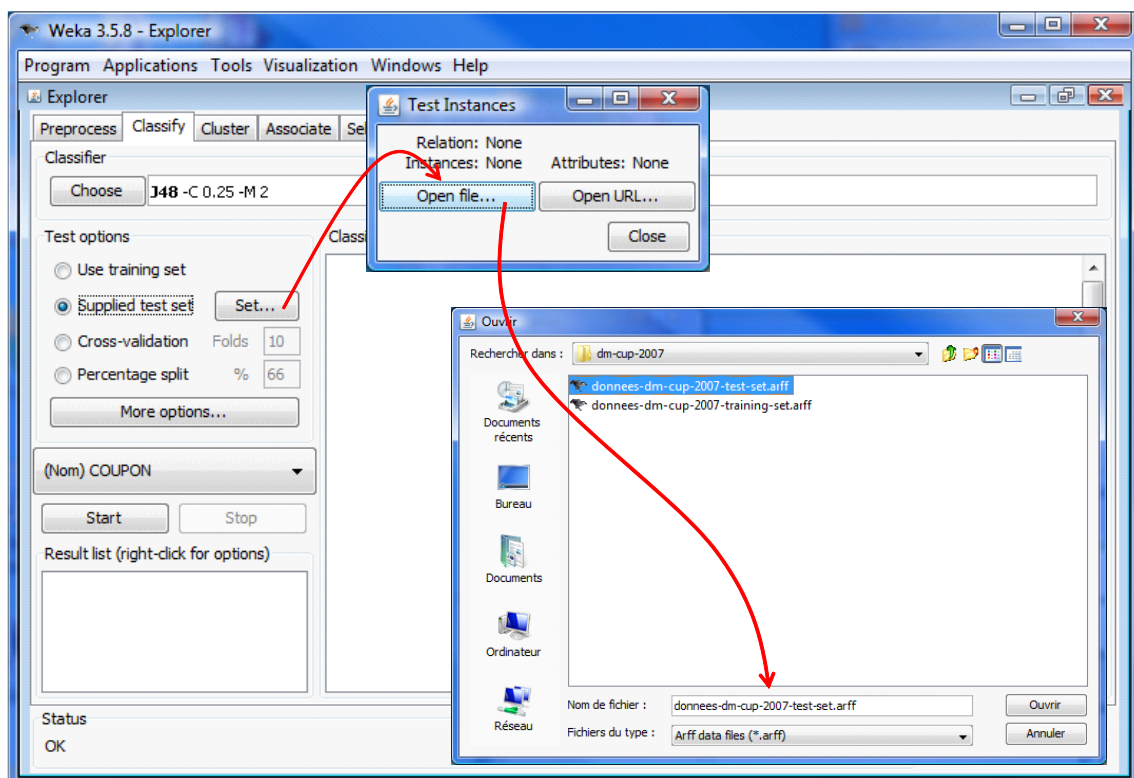 Weka 3.5.8 - Explorer
Program Applications Tools Visualization Windows Help
Explorer
Preprocess Classify Cluster Associate Sel
Classifier
Choose J48 -C 0.25 -M 2
Test Instances
Relation: None
Instances: None Attributes: None
Open file... Open URL...
Close
Test options
Use training set
Supplied test set Set...
Cross-validation Folds 10
Percentage split % 66
More options...
Classi
(Nom) COUPON
Start Stop
Result list (right-click for options)
Status
OK
Ouvrir
Rechercher dans : dm-cup-2007
donnees-dm-cup-2007-test-set.arff
donnees-dm-cup-2007-training-set.arff
Documents
récents
Bureau
Documents
Ordinateur
Réseau
Nom de fichier : donnees-dm-cup-2007-test-set.arff Ouvrir
Fichiers du type : Arff data files (*.arff) Annuler